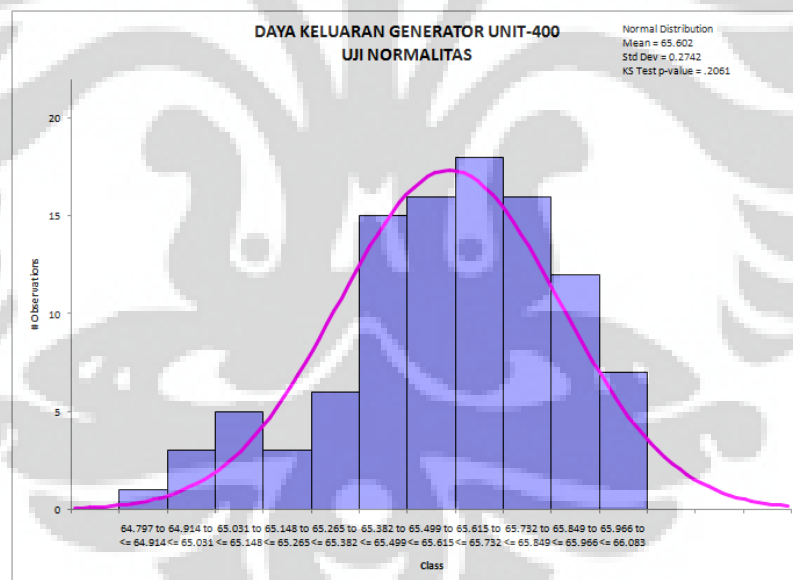 DAYA KELUARAN GENERATOR UNIT-400
UJI NORMALITAS
Normal Distribution
Mean = 65.602
Std Dev = 0.2742
KS Test p-value = .2061
# Observations
20
15
10
5
0
64.797 to 64.914 to 65.031 to 65.148 to 65.265 to 65.382 to 65.499 to 65.615 to 65.732 to 65.849 to 65.966 to
<= 64.914 <= 65.031 <= 65.148 <= 65.265 <= 65.382 <= 65.499 <= 65.615 <= 65.732 <= 65.849 <= 65.966 <= 66.083
Class